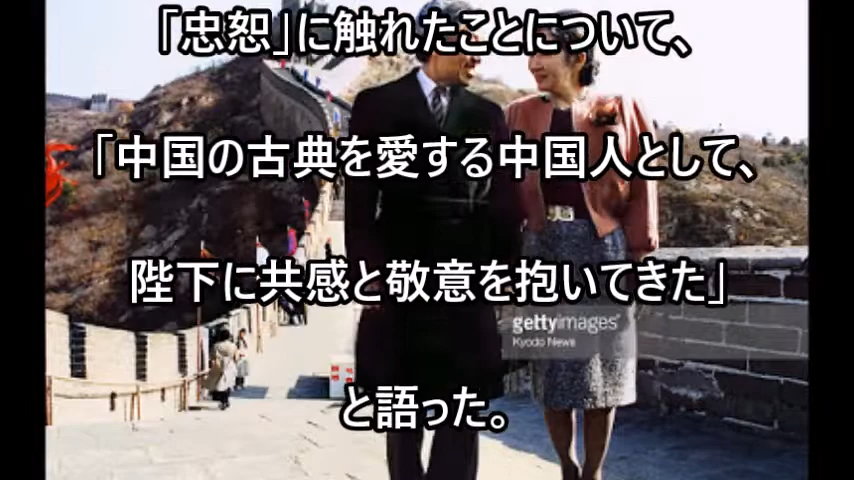 「忠恕」に触れたことについて、
「中国の古典を愛する中国人として、
陛下に共感と敬意を抱いてきた」
gettyimages®
Kyodo News
と語った。